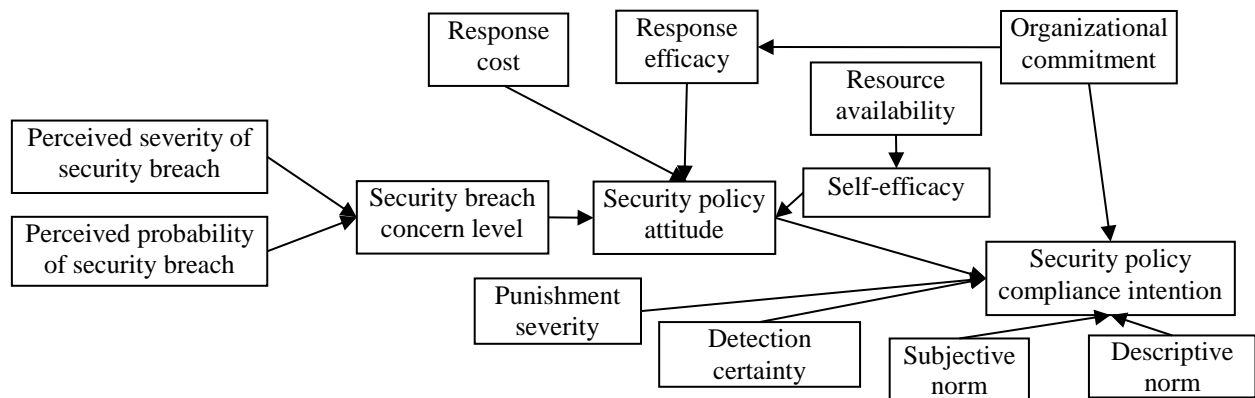 Response
cost
Response
efficacy
Organizational
commitment
Resource
availability
Perceived severity of
security breach
Self-efficacy
Security breach
concern level
Security policy
attitude
Perceived probability
of security breach
Security policy
compliance intention
Punishment
severity
Detection
certainty
Subjective
norm
Descriptive
norm